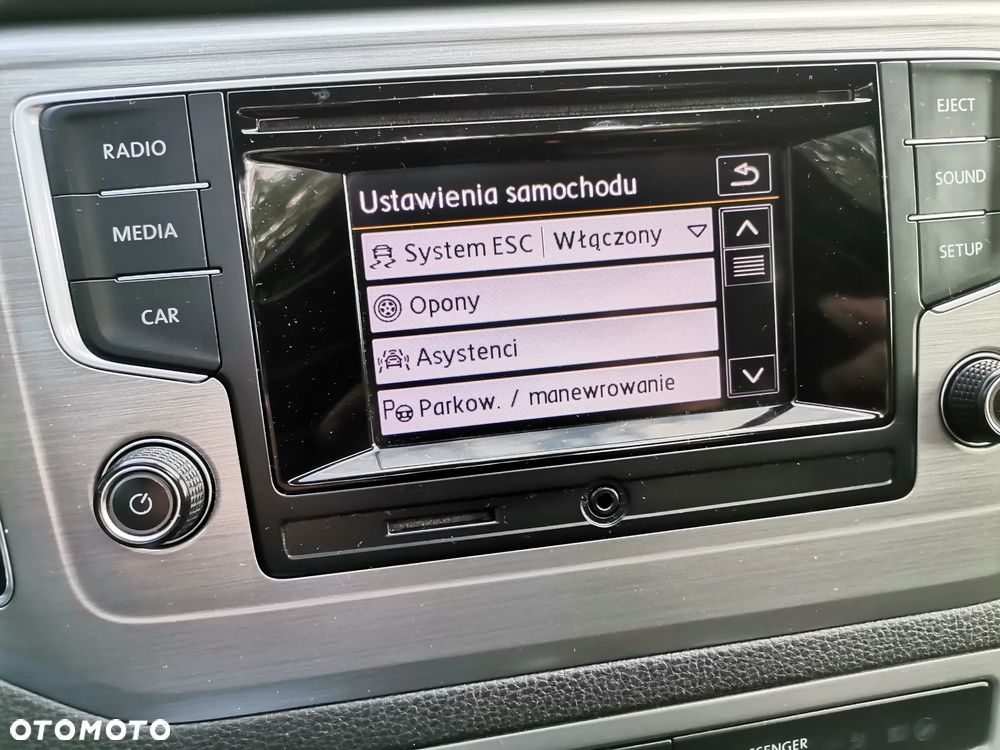 RADIO
MEDIA
CAR
Ustawienia samochodu
System ESC Włączony
Opony
Asystenci
Parkow. / manewrowanie
EJECT
SOUND
SETUP
OTOMOTO